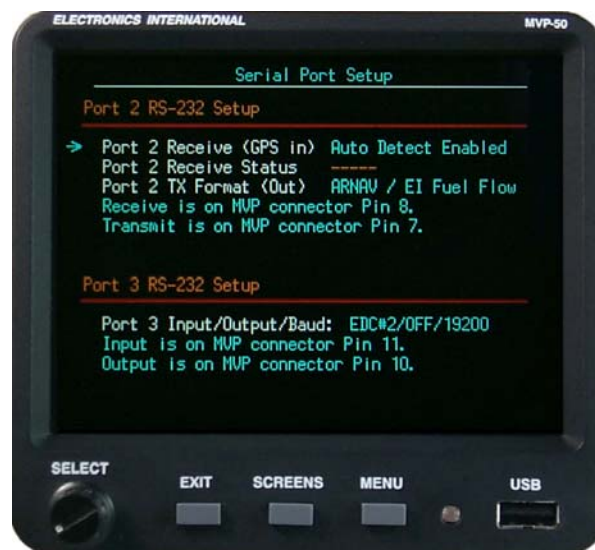 ELECTRONICS INTERNATIONAL MVP-50
Serial Port Setup
Port 2 RS-232 Setup
Port 2 Receive (GPS in) Auto Detect Enabled
Port 2 Receive Status -----
Port 2 TX Format (Out) ARNAV / EI Fuel Flow
Receive is on MVP connector Pin 8.
Transmit is on MVP connector Pin 7.
Port 3 RS-232 Setup
Port 3 Input/Output/Baud: EDC#2/OFF/19200
Input is on MVP connector Pin 11.
Output is on MVP connector Pin 10.
SELECT EXIT SCREENS MENU USB